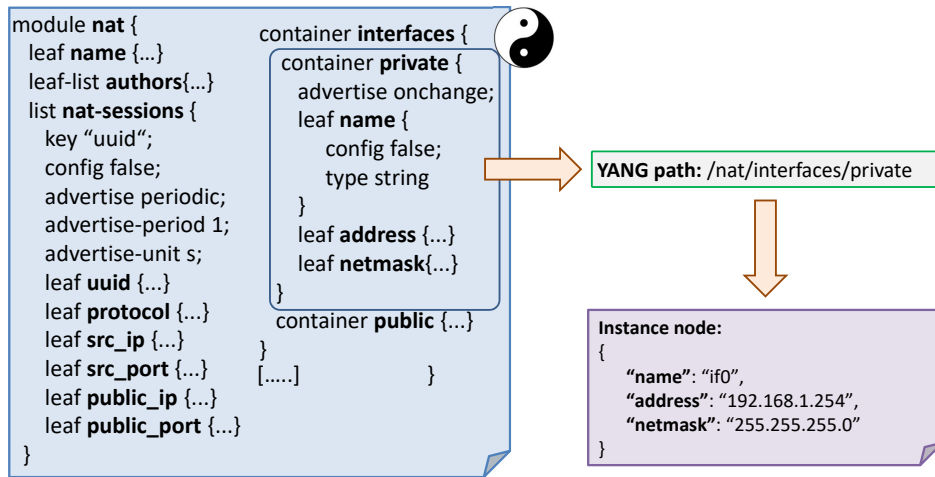 module nat {
leaf name {...}
leaf-list authors{...}
list nat-sessions {
key “uuid“;
config false;
advertise periodic;
advertise-period 1;
advertise-unit s;
leaf uuid {...}
leaf protocol {...}
leaf src_ip {...}
leaf src_port {...}
leaf public_ip {...}
leaf public_port {...}
}
container interfaces {
container private {
advertise onchange;
leaf name {
config false;
type string
}
leaf address {...}
leaf netmask{...}
}
container public {...}
}
[.....] }
YANG path: /nat/interfaces/private
Instance node:
{
“name”: “if0”,
“address”: “192.168.1.254”,
“netmask”: “255.255.255.0”
}